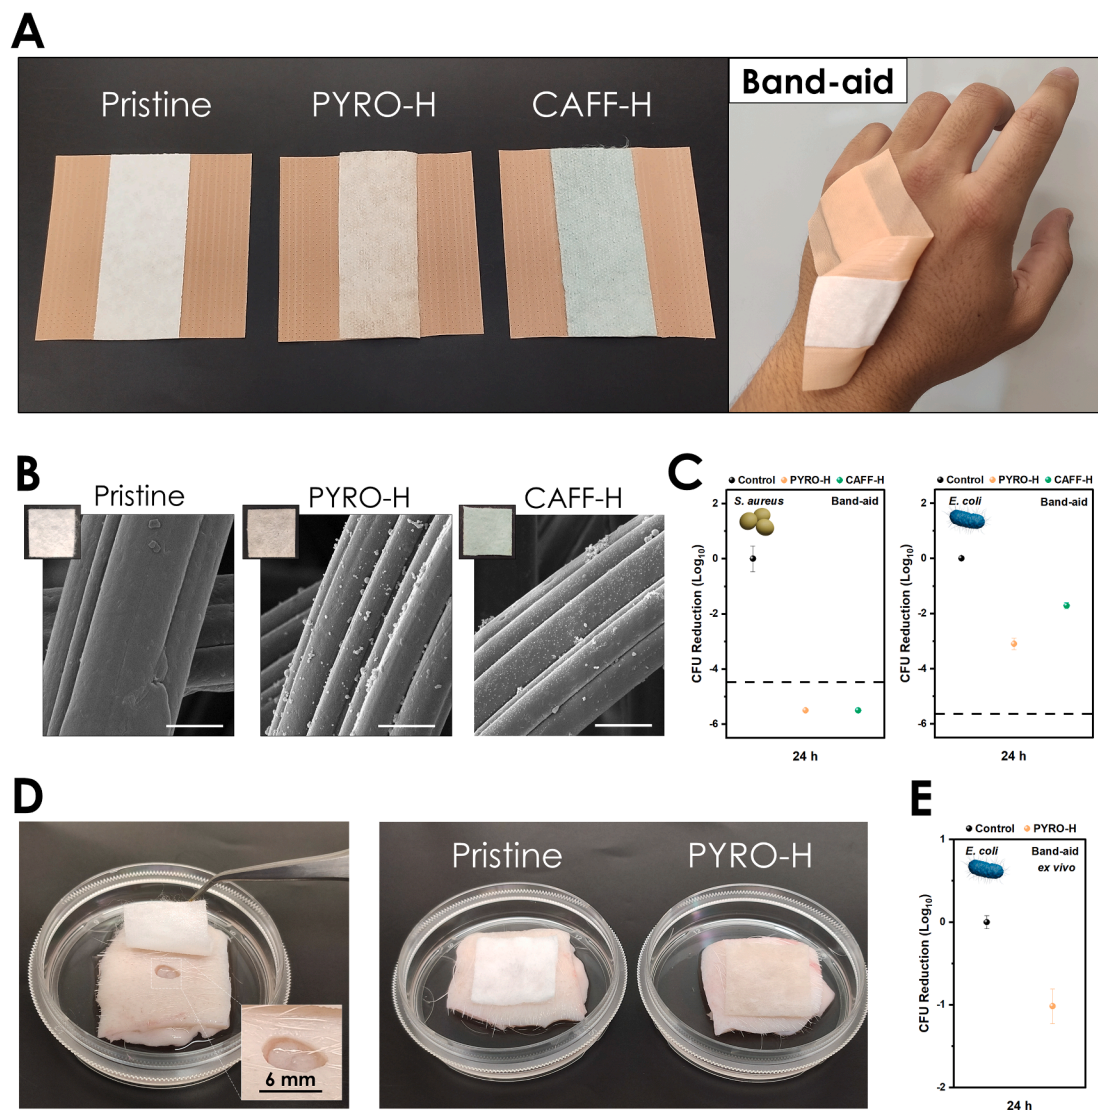 A
Pristine
PYRO-H
CAFF-H
Band-aid
B
Pristine
PYRO-H
CAFF-H
C
Control PYRO-H CAFF-H
S. aureus
Band-aid
2
0
-2
-4
-6
CFU Reduction (Log10)
24 h
Control PYRO-H CAFF-H
E. coli
Band-aid
2
0
-2
-4
-6
CFU Reduction (Log10)
24 h
D
6 mm
Pristine
PYRO-H
E
Control PYRO-H
E. coli
Band-aid
ex vivo
1
0
-1
-2
CFU Reduction (Log10)
24 h